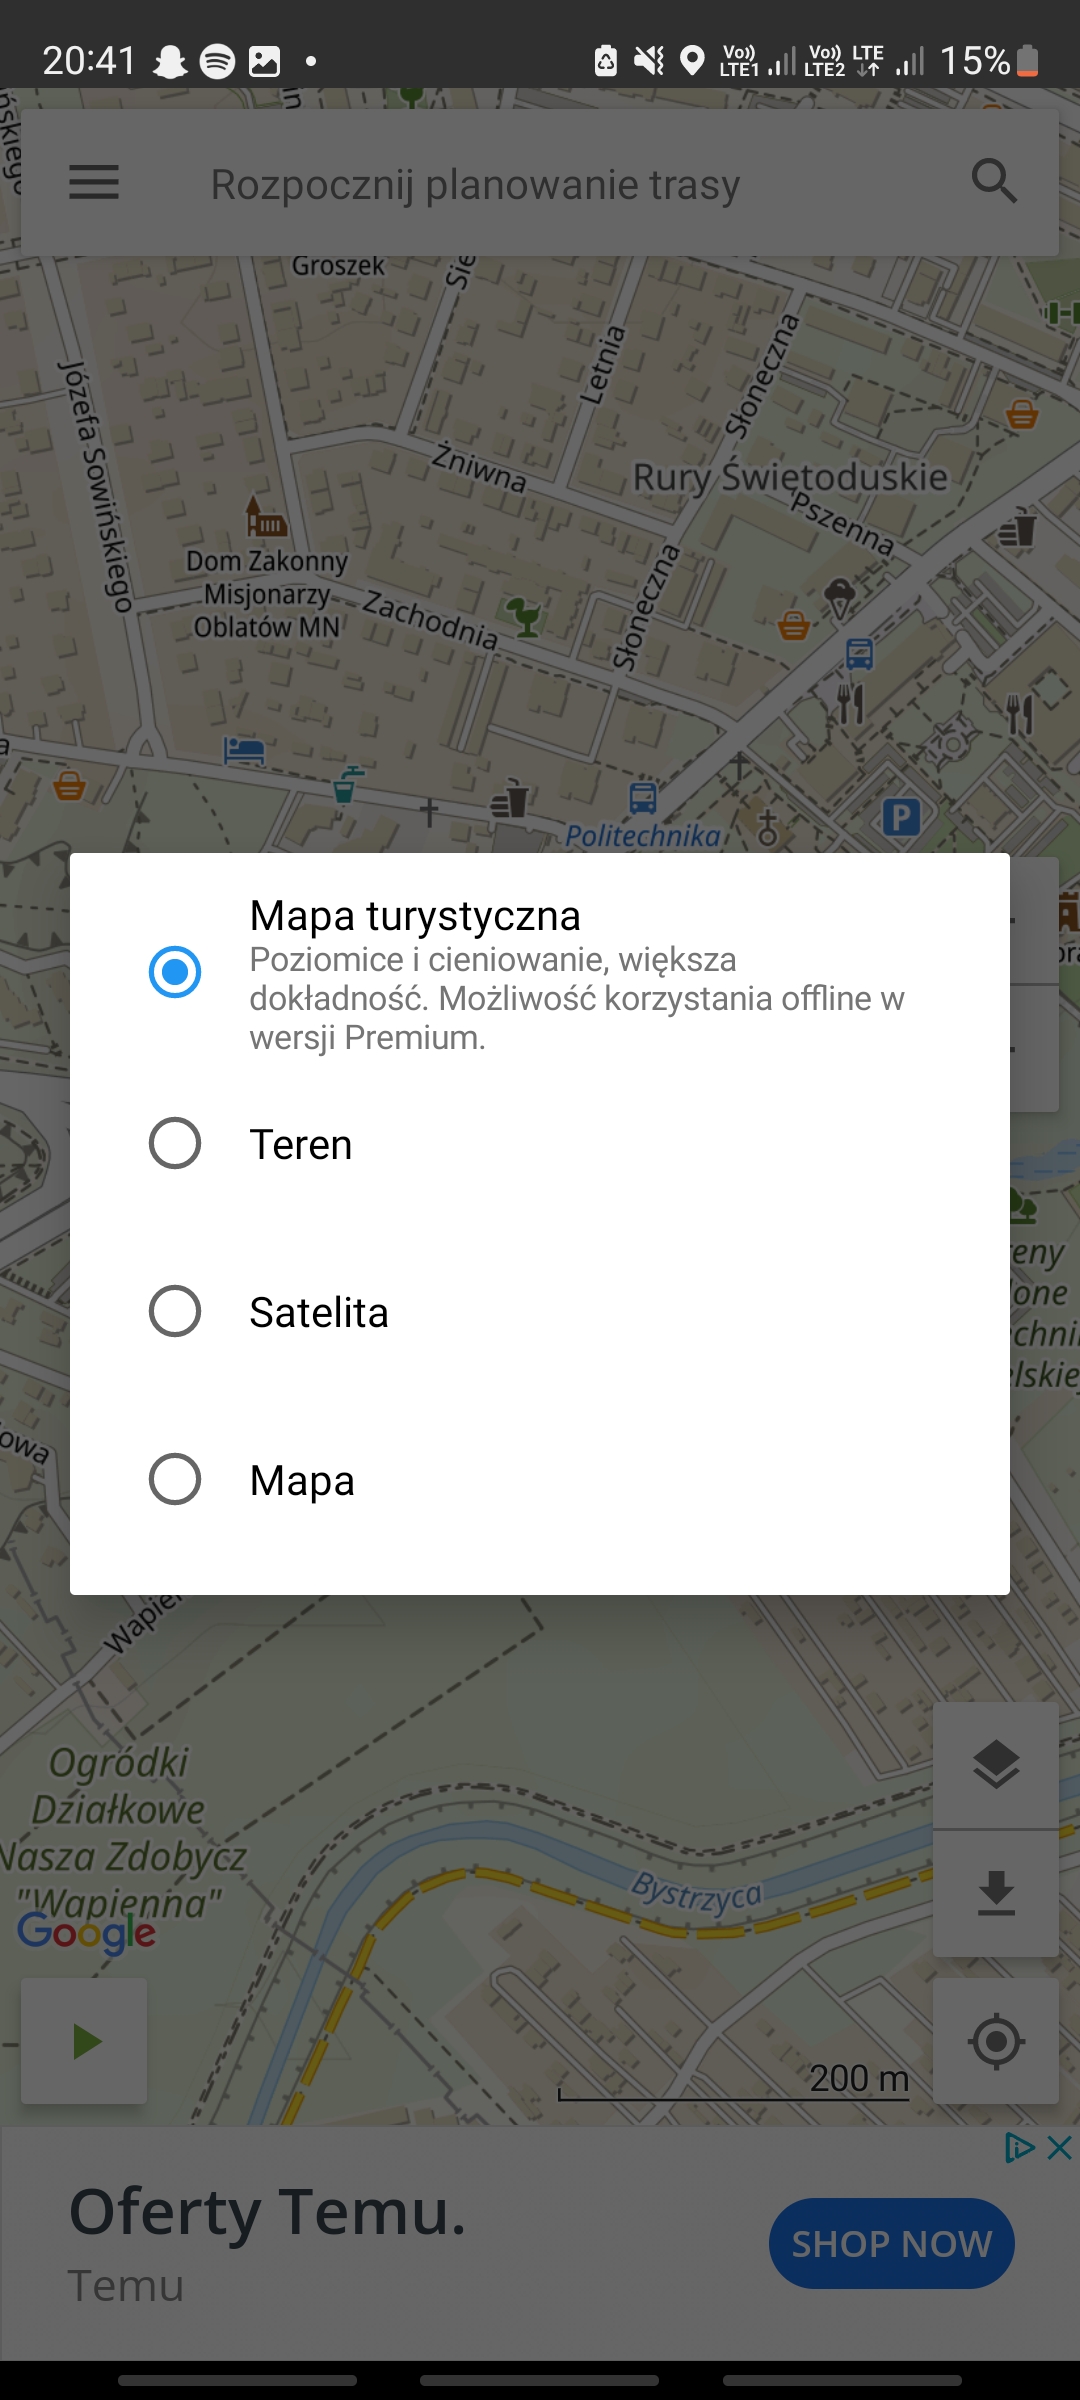 20:41
Vo)) LTE1
Vo)) LTE2
LTE
15%
Rozpocznij planowanie trasy
Groszek
Sie
Letnia
Słoneczna
Józefa Sowińskiego
Żniwna
Rury Świętoduskie
Pszenna
Dom Zakonny
Misjonarzy
Oblatów MN
Zachodnia
Słoneczna
P
Politechnika
Mapa turystyczna
Poziomice i cieniowanie, większa
dokładność. Możliwość korzystania offline w
wersji Premium.
Teren
Satelita
Mapa
Wapier
Ogródki
Działkowe
Nasza Zdobycz
"Wapienna"
Google
Bystrzyca
200 m
Oferty Temu.
Temu
SHOP NOW